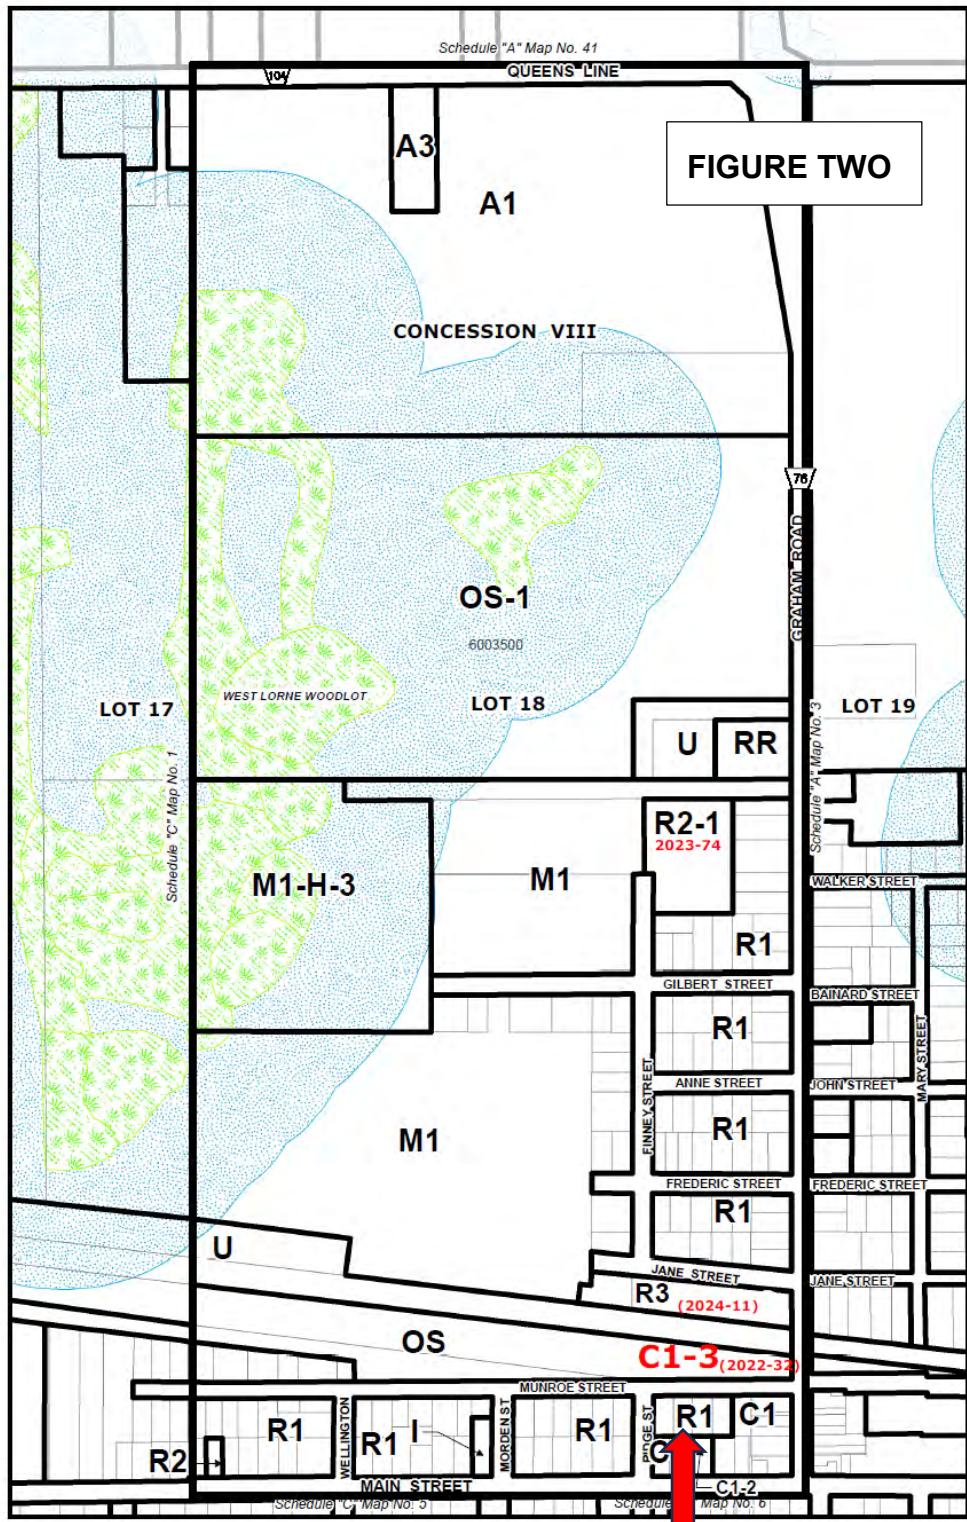 Schedule "A" Map No. 41
QUEENS LINE
104
FIGURE TWO
A3
A1
CONCESSION VIII
76
GRAHAM ROAD
OS-1
6003500
WEST LORNE WOODLOT
LOT 17
LOT 18
LOT 19
Schedule "C" Map No. 1
Schedule "A" Map No. 3
U
RR
R2-1
2023-74
M1-H-3
M1
R1
WALKER STREET
GILBERT STREET
BAINARD STREET
R1
FINNEY STREET
MARY STREET
ANNE STREET
JOHN STREET
M1
R1
FREDERIC STREET
FREDERIC STREET
R1
U
JANE STREET
JANE STREET
R3
(2024-11)
OS
C1-3(2022-32)
MUNROE STREET
WELLINGTON
MORDEN ST
RIDGE ST
R1
R1
I
R1
R1
C1
R2
C
C1-2
MAIN STREET
Schedule "C" Map No. 5
Schedule
Map No. 6